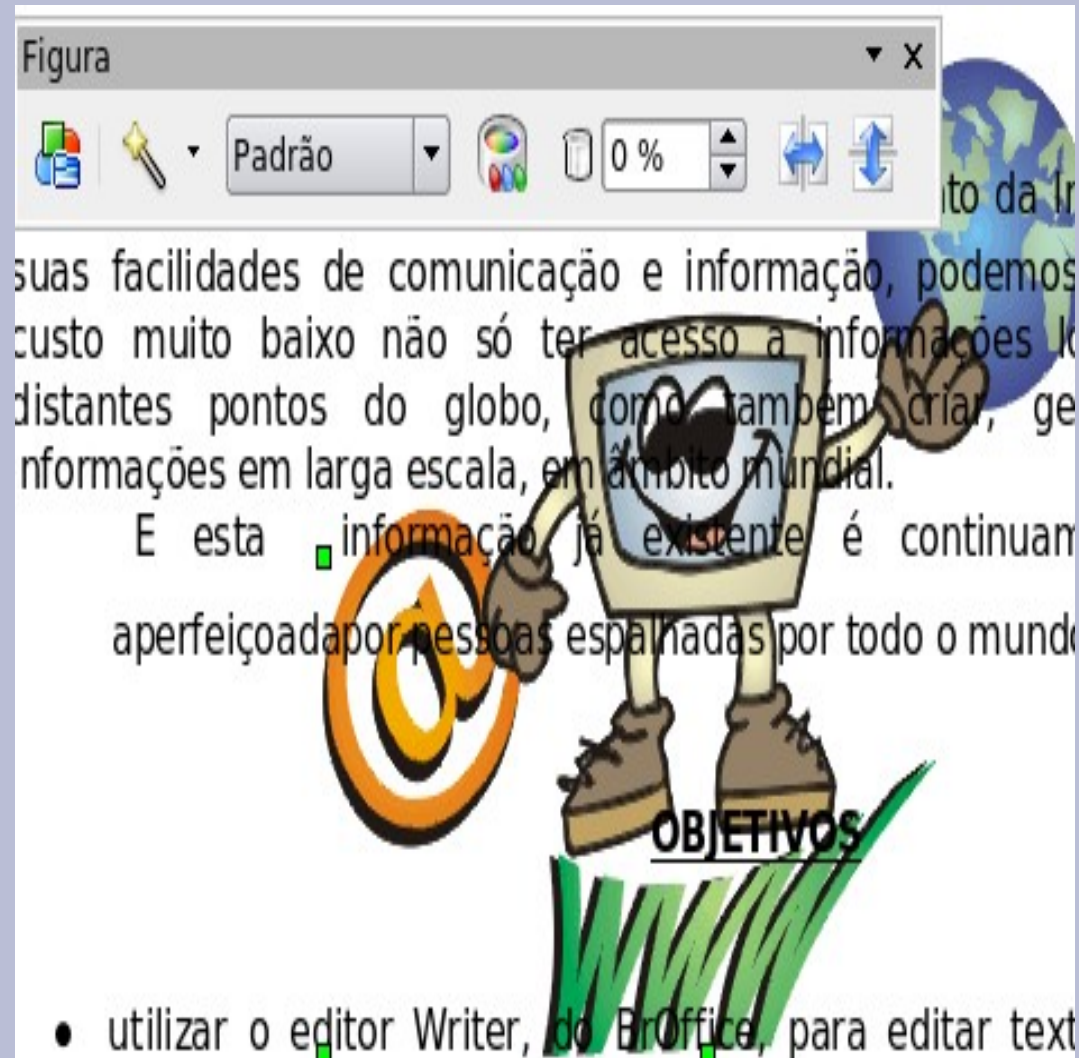 Figura
Padrão
0 %
to da
suas facilidades de comunicação e informação, podemos
custo muito baixo não só ter acesso a informações
distantes pontos do globo, como também criar, ge
nformações em larga escala, em âmbito mundial.
E esta informação já existente é continuam
aperfeiçoadapor pessoas espalhadas por todo o mundo
@
OBJETIVOS
www
• utilizar o editor Writer, do BrOffice, para editar text